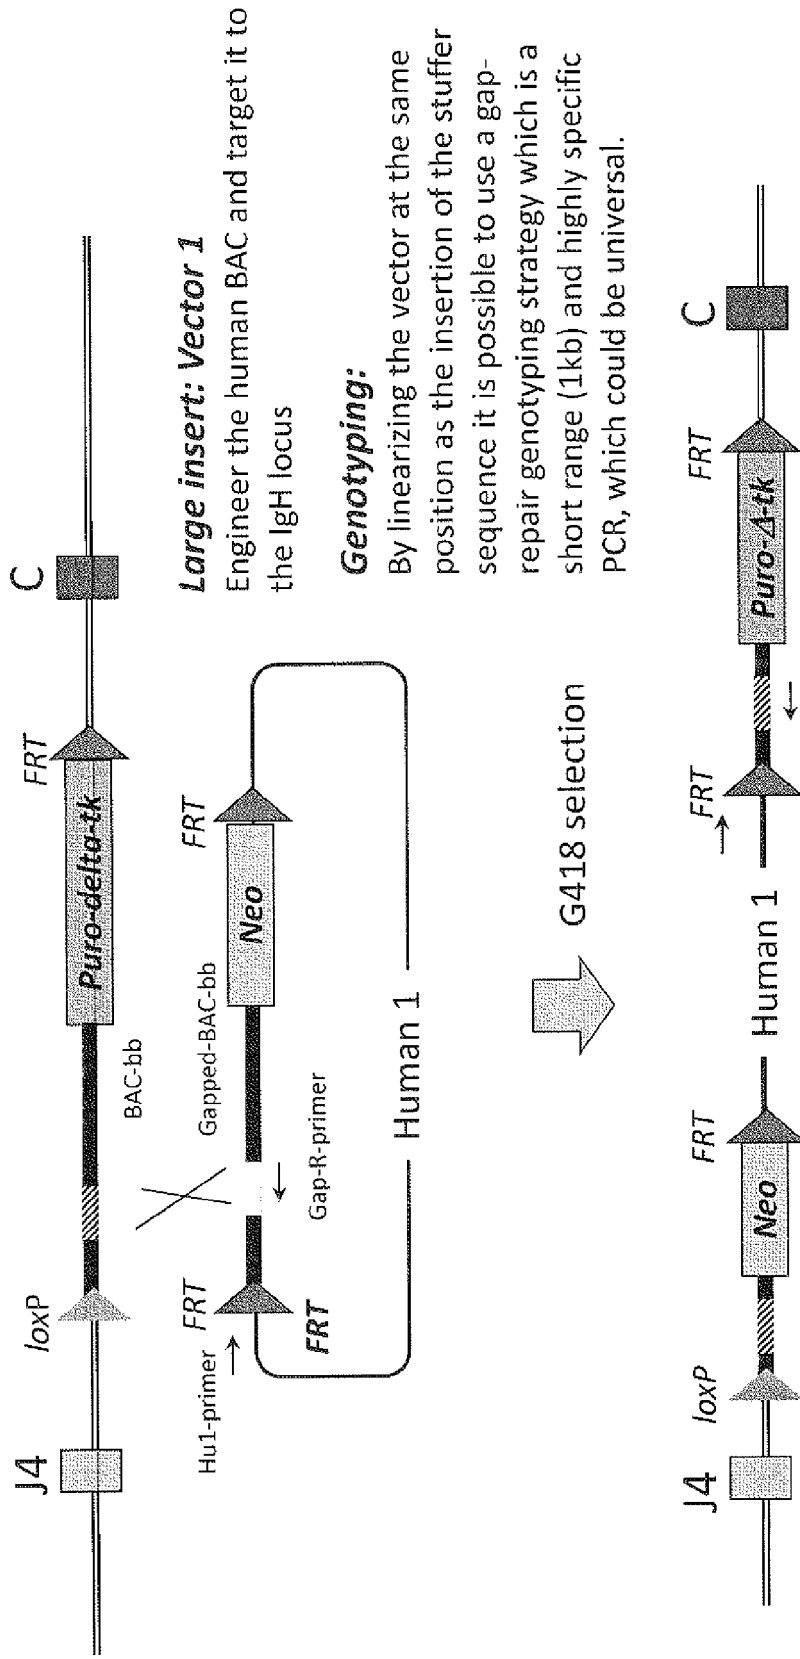 J4
loxP
FRT
C
Puro-delta-tk
BAC-bb
Large insert: Vector 1
Engineer the human BAC and target it to
the IgH locus
Hu1-primer
FRT
Gapped-BAC-bb
FRT
Neo
FRT
Gap-R-primer
Human 1
Genotyping:
By linearizing the vector at the same
position as the insertion of the stuffer
sequence it is possible to use a gap-
repair genotyping strategy which is a
short range (1kb) and highly specific
PCR, which could be universal.
G418 selection
J4
loxP
FRT
FRT
FRT
C
Neo
Human 1
Puro-Δ-tk